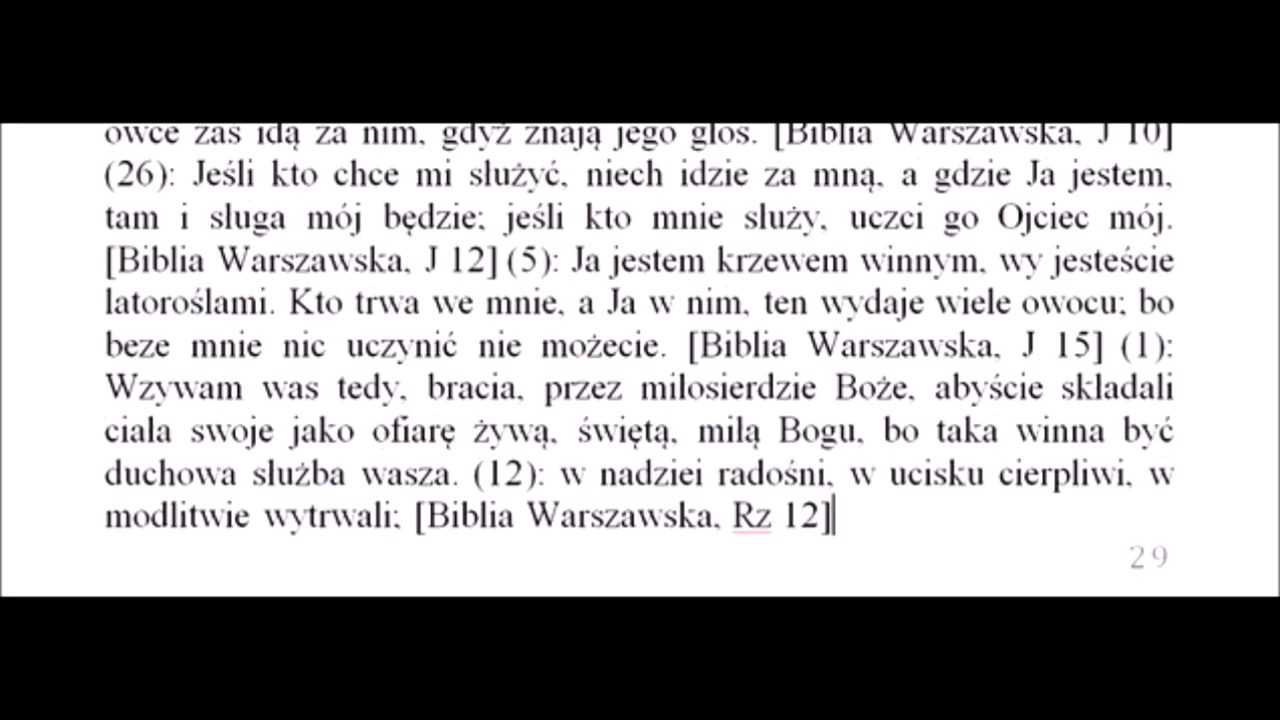 owce zaś idą za nim, gdyż znają jego głos. [Biblia Warszawska, J 10]
(26): Jeśli kto chce mi służyć, niech idzie za mną, a gdzie Ja jestem,
tam i sługa mój będzie; jeśli kto mnie służy, uczci go Ojciec mój.
[Biblia Warszawska, J 12] (5): Ja jestem krzewem winnym, wy jesteście
latoroślami. Kto trwa we mnie, a Ja w nim, ten wydaje wiele owocu; bo
beze mnie nic uczynić nie możecie. [Biblia Warszawska, J 15] (1):
Wzywam was tedy, bracia, przez miłosierdzie Boże, abyście składali
ciała swoje jako ofiarę żywą, świętą, miłą Bogu, bo taka winna być
duchowa służba wasza. (12): w nadziei radośni, w ucisku cierpliwi, w
modlitwie wytrwali; [Biblia Warszawska, Rz 12]
29